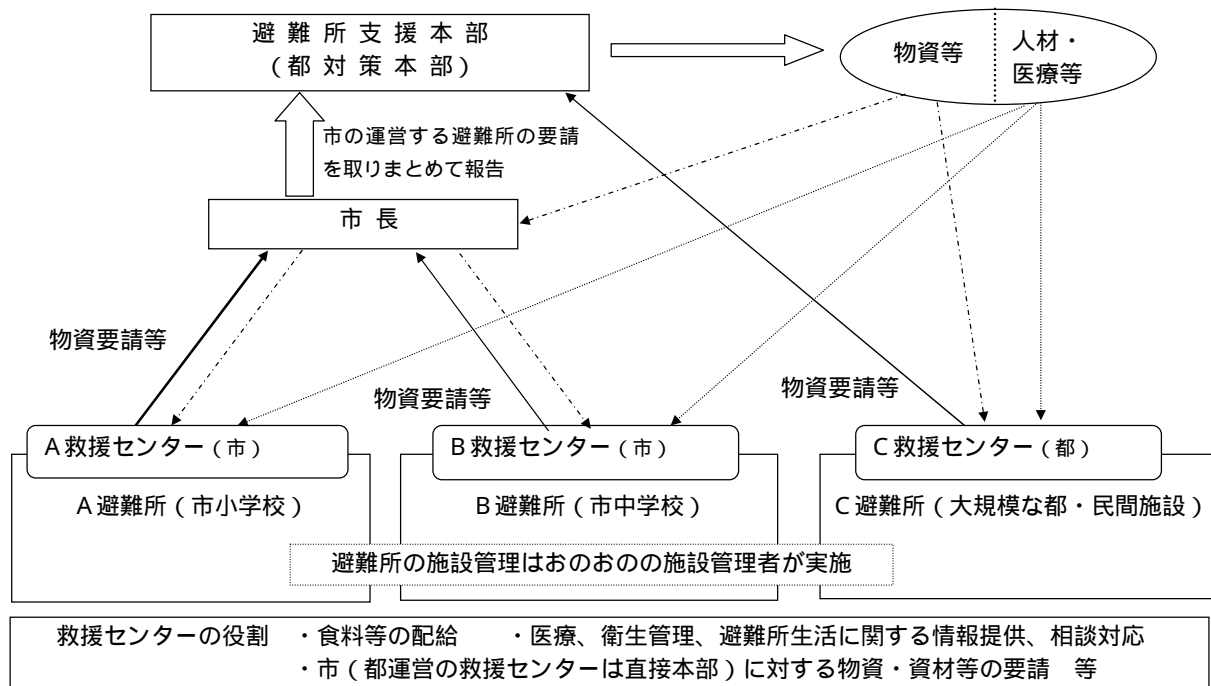 避難所支援本部
(都対策本部)
物資等
人材・
医療等
市の運営する避難所の要請
を取りまとめて報告
市長
物資要請等
物資要請等
物資要請等
A救援センター(市)
B救援センター(市)
C救援センター(都)
A避難所(市小学校)
B避難所(市中学校)
C避難所(大規模な都・民間施設)
避難所の施設管理はおのおのの施設管理者が実施
救援センターの役割 ・食料等の配給 ・医療、衛生管理、避難所生活に関する情報提供、相談対応
・市(都運営の救援センターは直接本部)に対する物資・資材等の要請 等